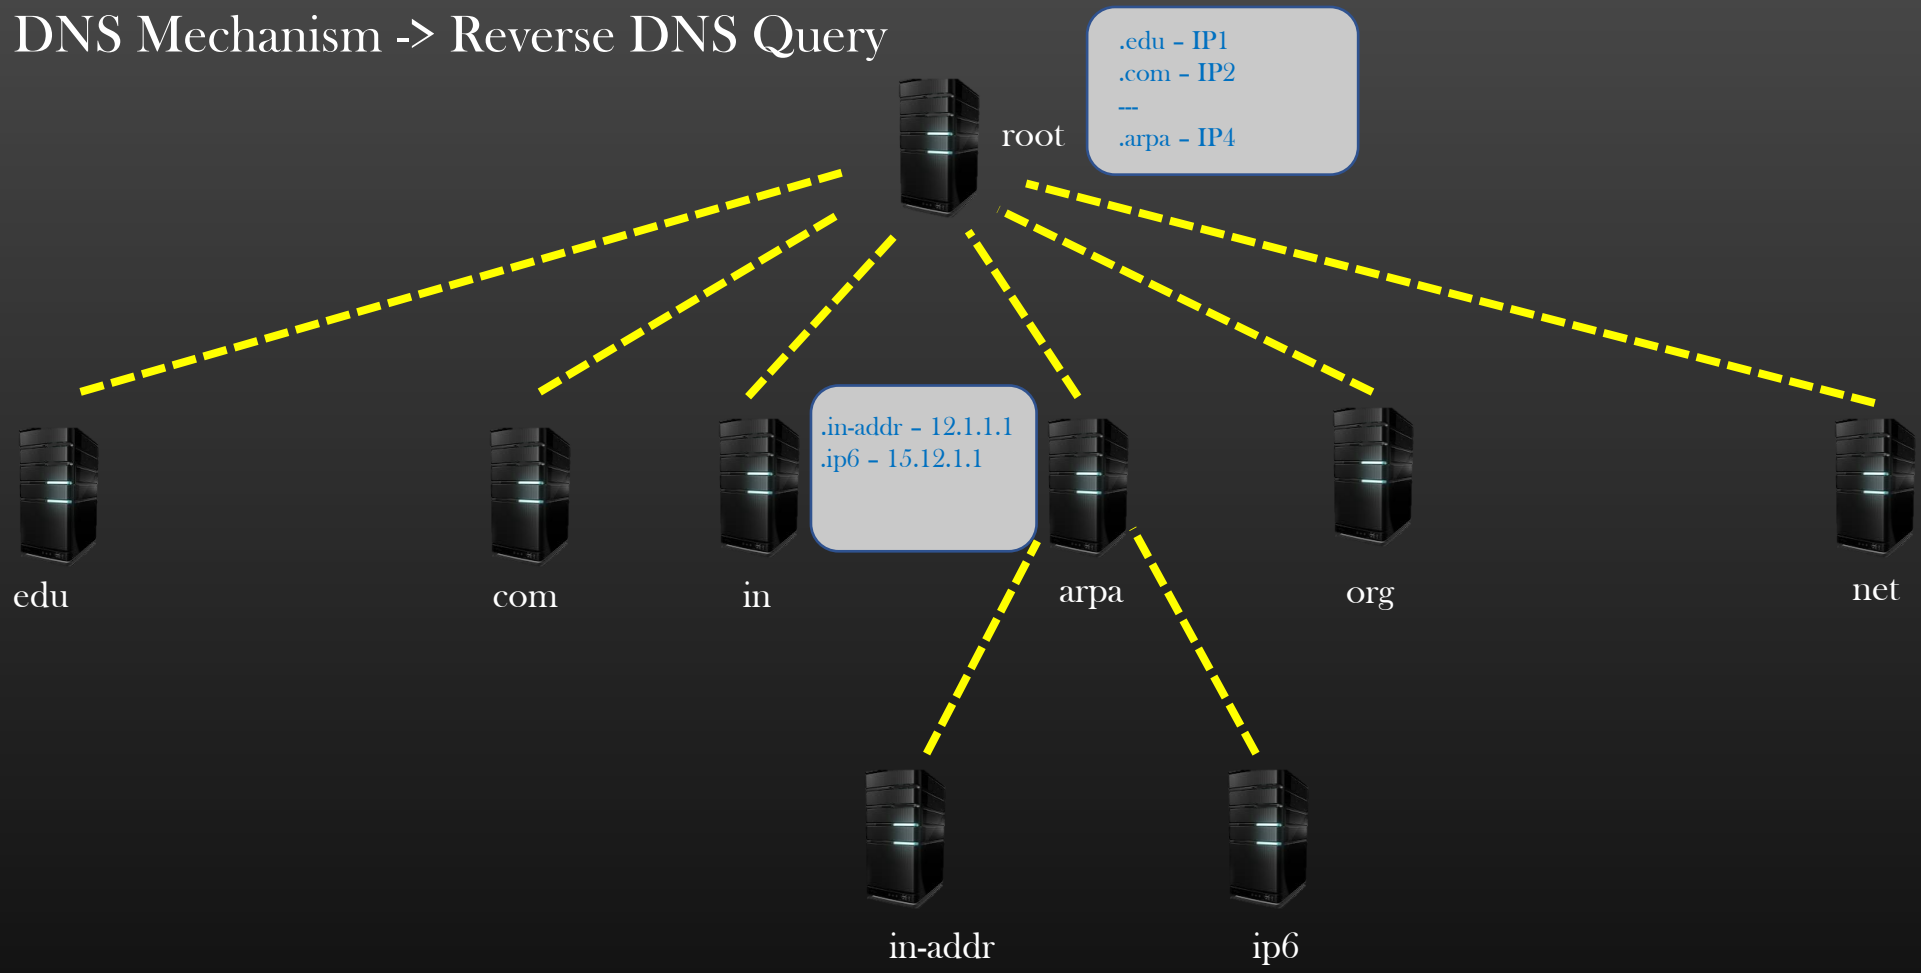 DNS Mechanism -> Reverse DNS Query
.edu – IP1
.com – IP2
---
.arpa – IP4
root
.in-addr – 12.1.1.1
.ip6 – 15.12.1.1
edu
com
in
arpa
org
net
in-addr
ip6